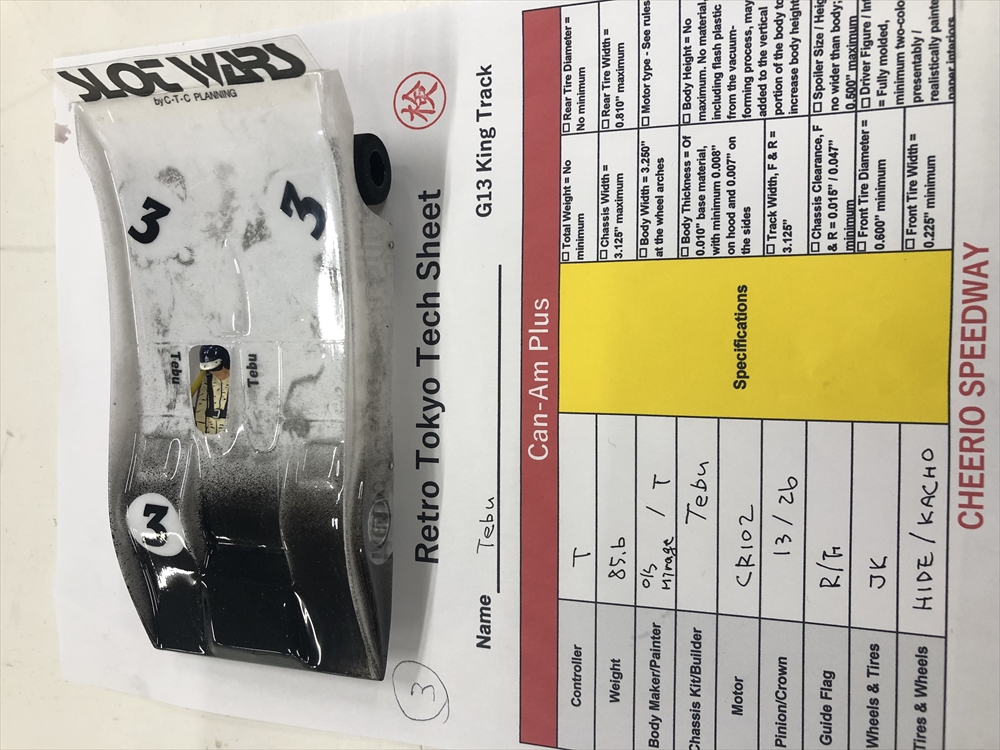 SLOT WARS
by C-T-C PLANNING
3
3
3
Tebu
Tebu
検
3
Retro Tokyo Tech Sheet
Name Tebu G13 King Track
Can-Am Plus
Controller T
Weight 85.6
Body Maker/Painter O/S Mirage / T
Chassis Kit/Builder Tebu
Motor CR102
Pinion/Crown 13/26
Guide Flag R/G
Wheels & Tires JK
Tires & Wheels HIDE/KACHO
Specifications
☐ Total Weight = No
minimum
☐ Chassis Width =
3.125" maximum
☐ Body Width = 3.250"
at the wheel arches
☐ Body Thickness = Of
0.010" base material,
with minimum 0.008"
on hood and 0.007" on
the sides
☐ Track Width, F & R =
3.125"
☐ Chassis Clearance, F
& R = 0.015" / 0.047"
minimum
☐ Front Tire Diameter =
0.600" minimum
☐ Front Tire Width =
0.225" minimum
☐ Rear Tire Diameter =
No minimum
☐ Rear Tire Width =
0.810" maximum
☐ Motor type - See rules
☐ Body Height = No
maximum. No material,
including flash plastic
from the vacuum-
forming process, may
added to the vertical
portion of the body to
increase body height
☐ Spoiler Size / Heig
no wider than body;
0.500" maximum
☐ Driver Figure / In
= Fully molded,
minimum two-colo
presentably /
realistically painte
paper interiors
CHEERIO SPEEDWAY